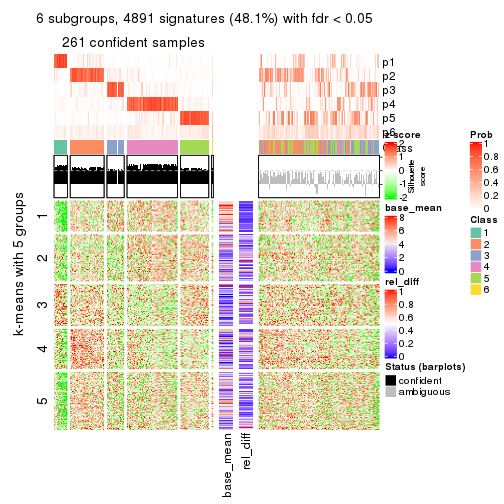 6 subgroups, 4891 signatures (48.1%) with fdr < 0.05
261 confident samples
p1
p2
p3
p4
p5
p6
Class
z-score
2
1
0
-1
-2
Silhouette
score
Prob
1
0.8
0.6
0.4
0.2
0
base_mean
8
6
4
2
0
Class
1
2
3
4
5
6
rel_diff
1
0.8
0.6
0.4
0.2
0
Status (barplots)
confident
ambiguous
k-means with 5 groups
1
2
3
4
5
base_mean
rel_diff